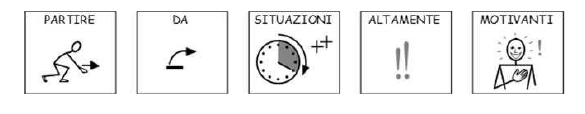 PARTIRE DA SITUAZIONI ALTAMENTE MOTIVANTI
++
!!
!